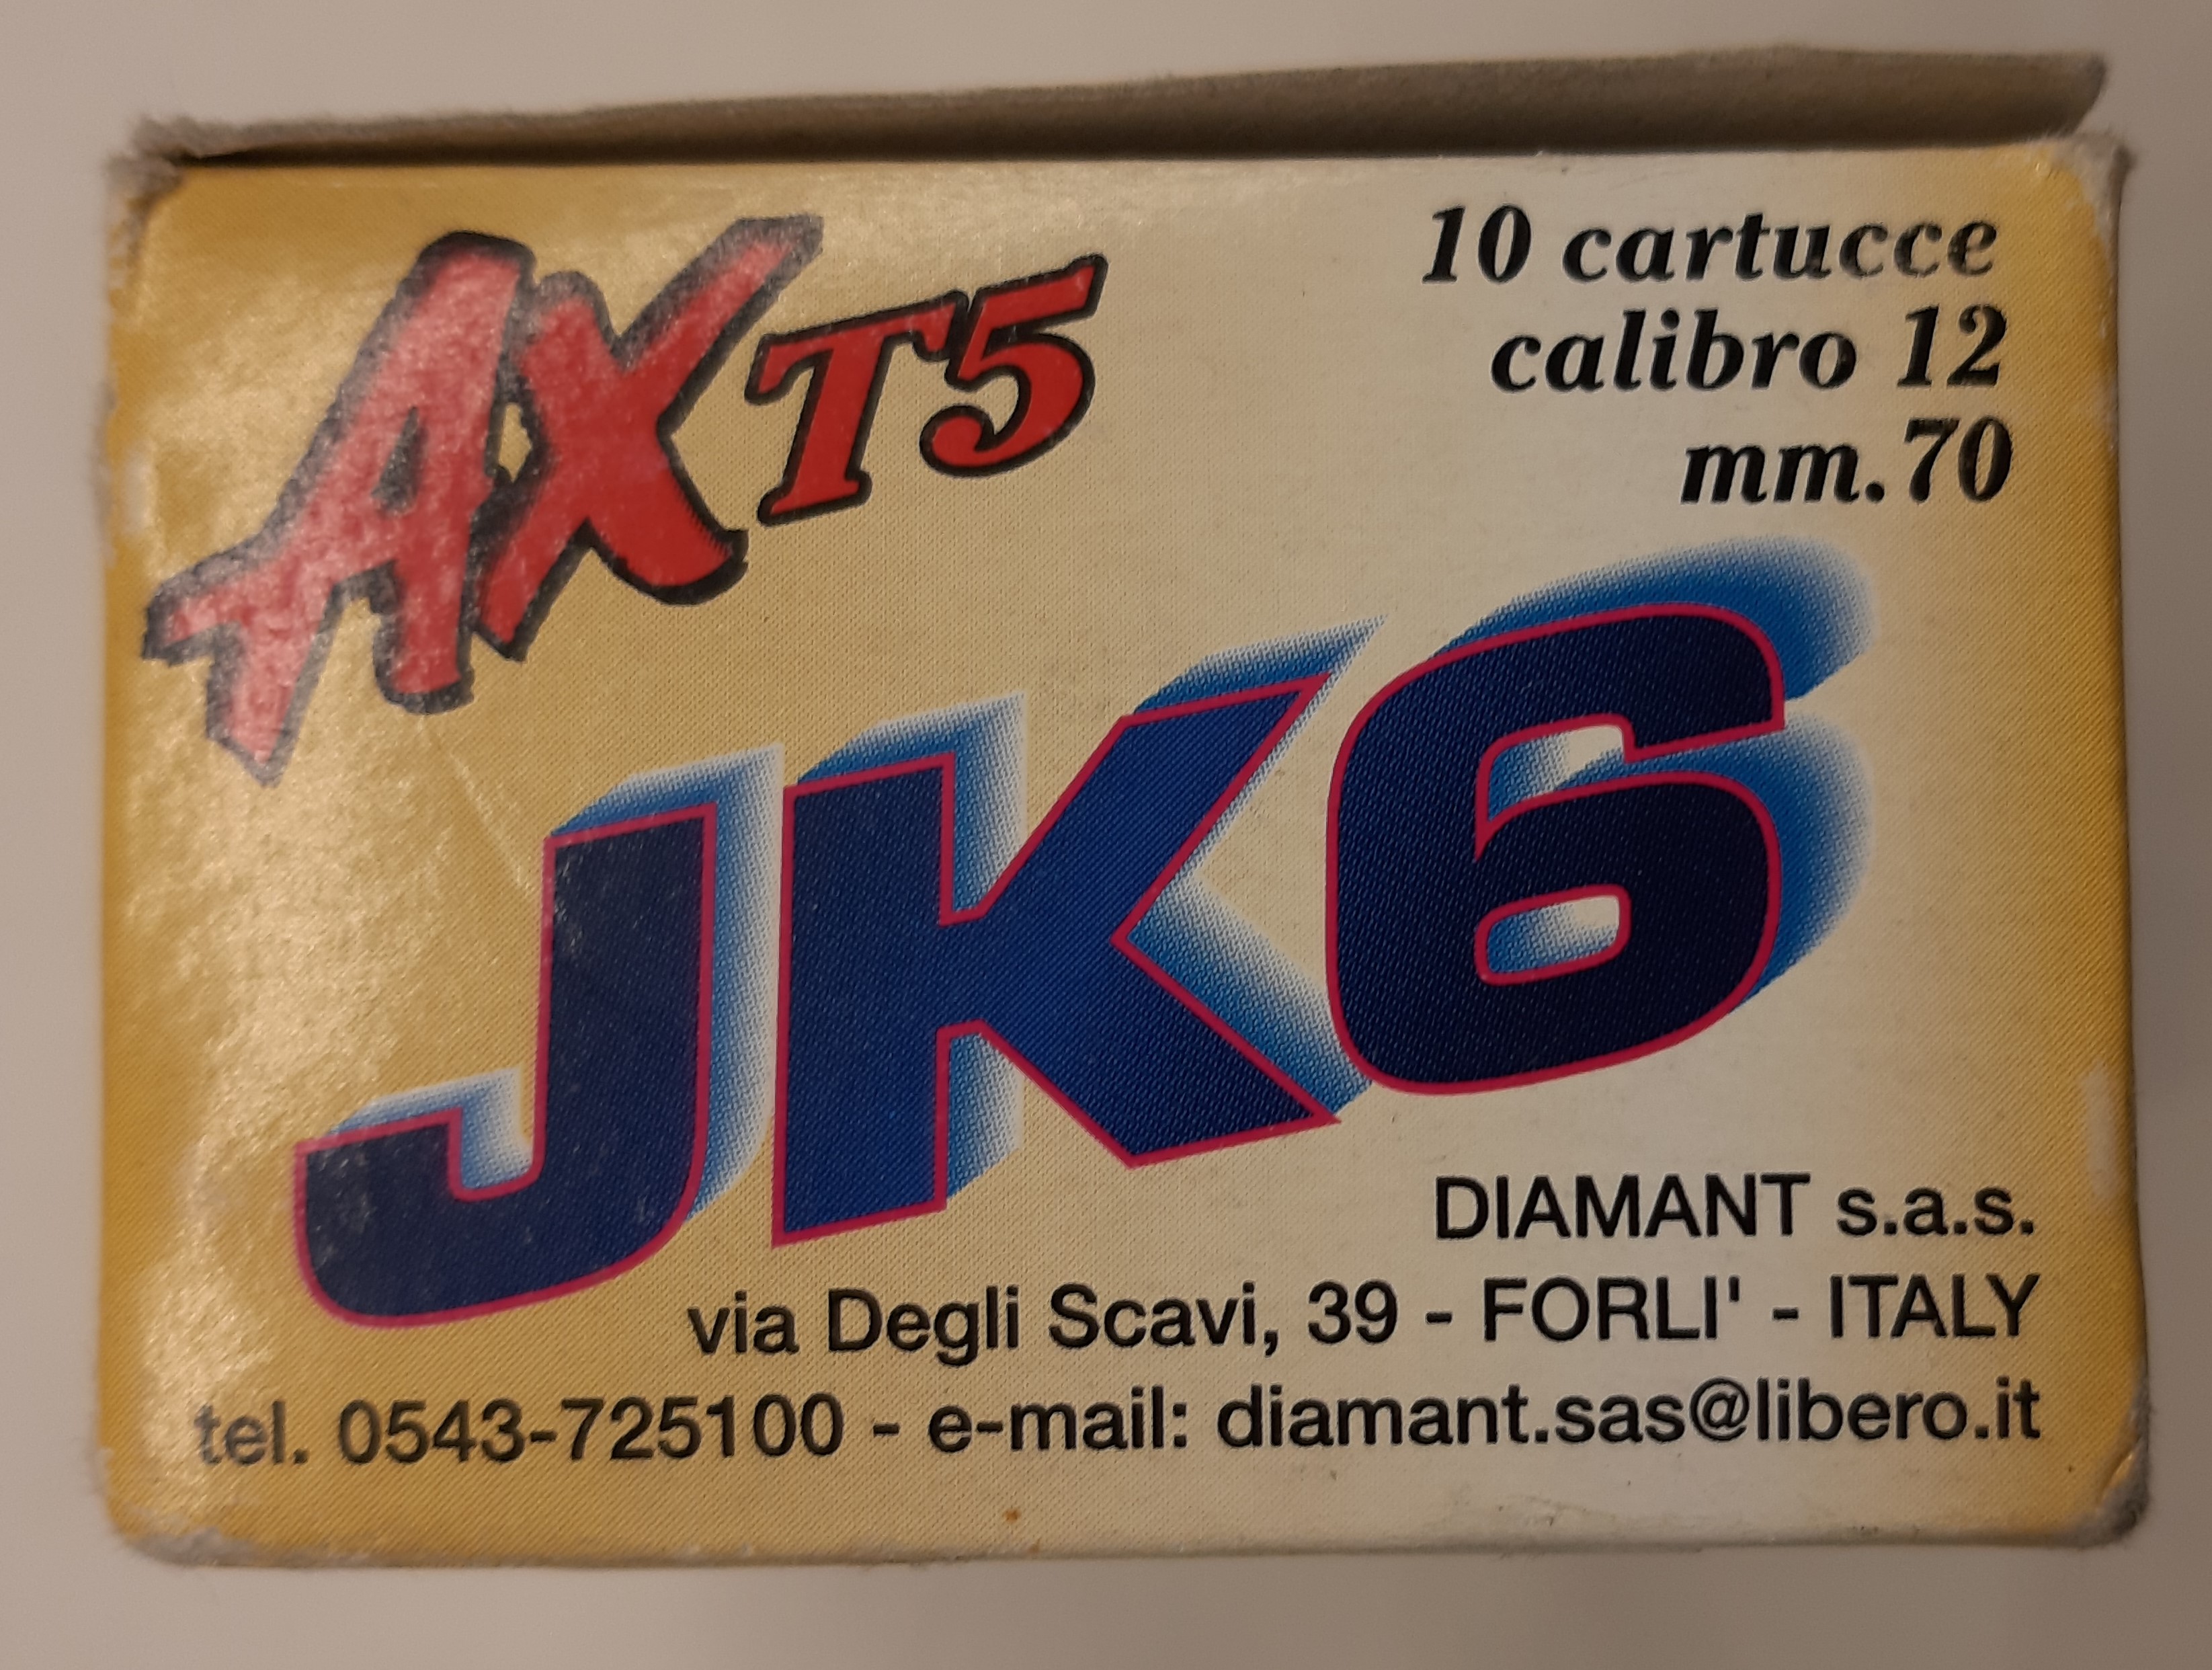 AX T5
10 cartucce
calibro 12
mm.70
JK6
DIAMANT s.a.s.
via Degli Scavi, 39 - FORLI' - ITALY
tel. 0543-725100 - e-mail: diamant.sas@libero.it